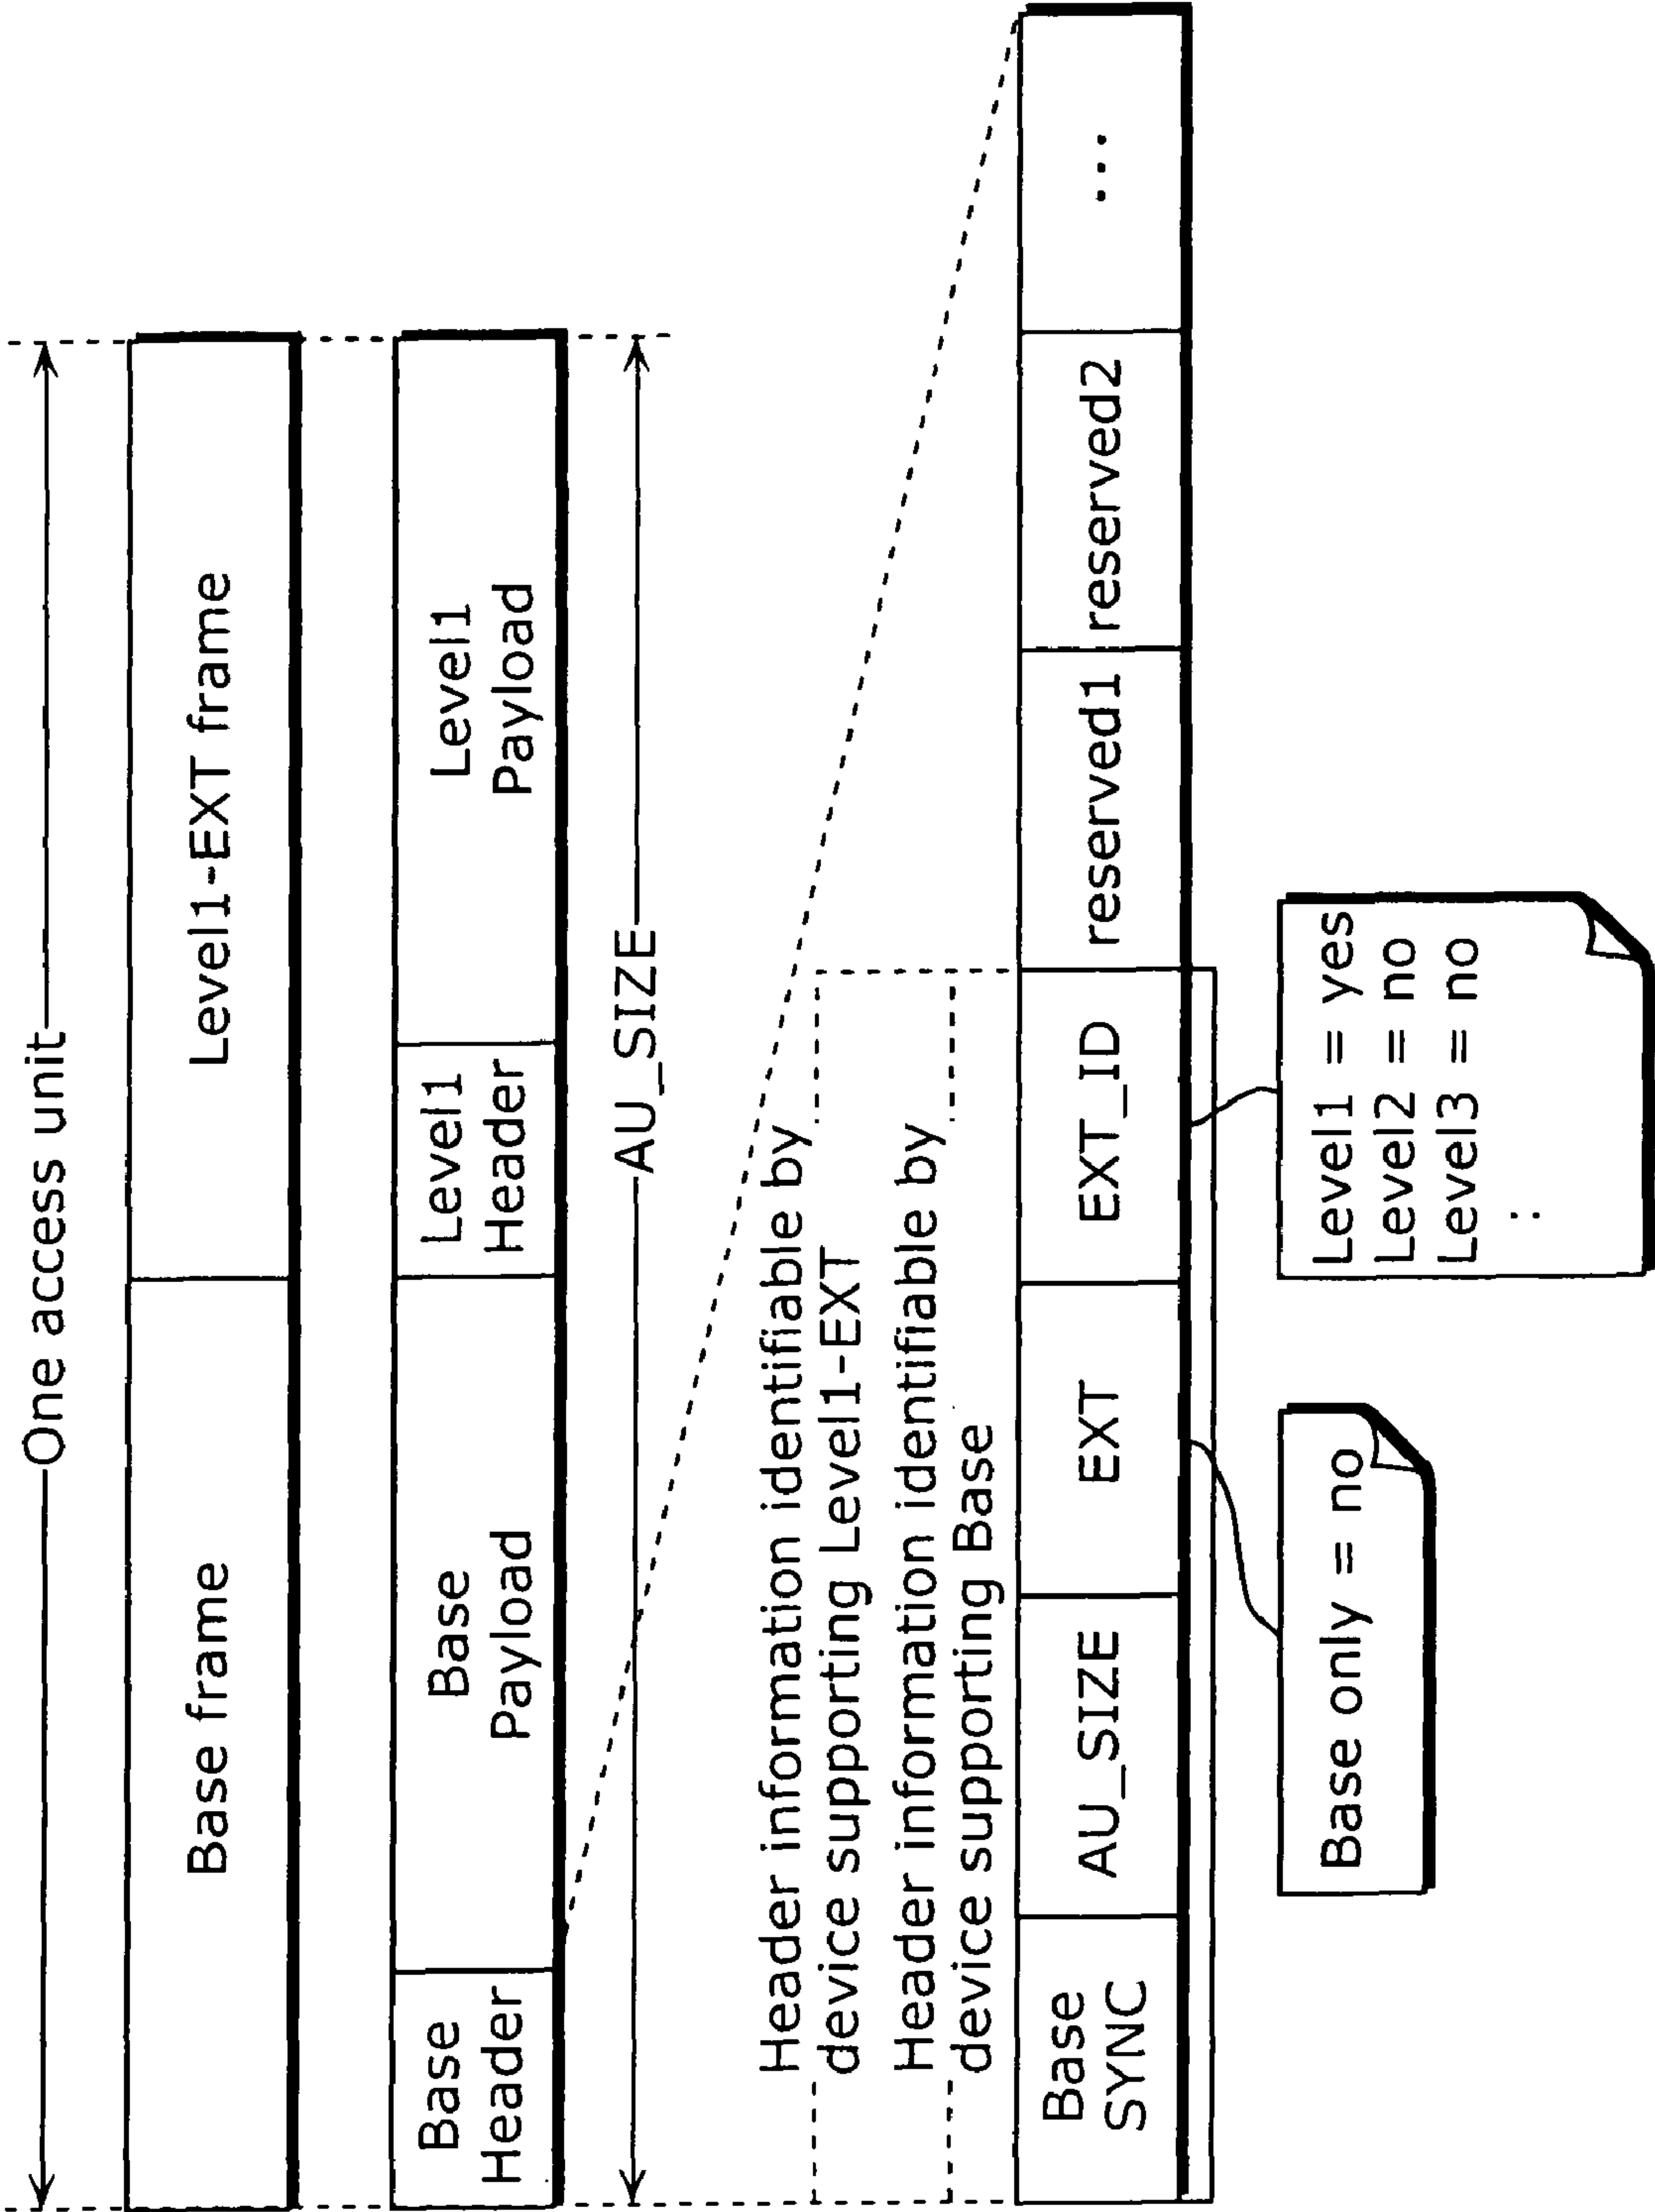 One access unit
Base frame
Level1-EXT frame
Base
Header
Base
Payload
Level1
Header
Level1
Payload
AU_SIZE
Header information identifiable by
device supporting Level1-EXT
Header information identifiable by
device supporting Base
Base
SYNC
AU_SIZE
EXT
EXT_ID
reserved1
reserved2
...
Base only = no
Level1 = yes
Level2 = no
Level3 = no
: